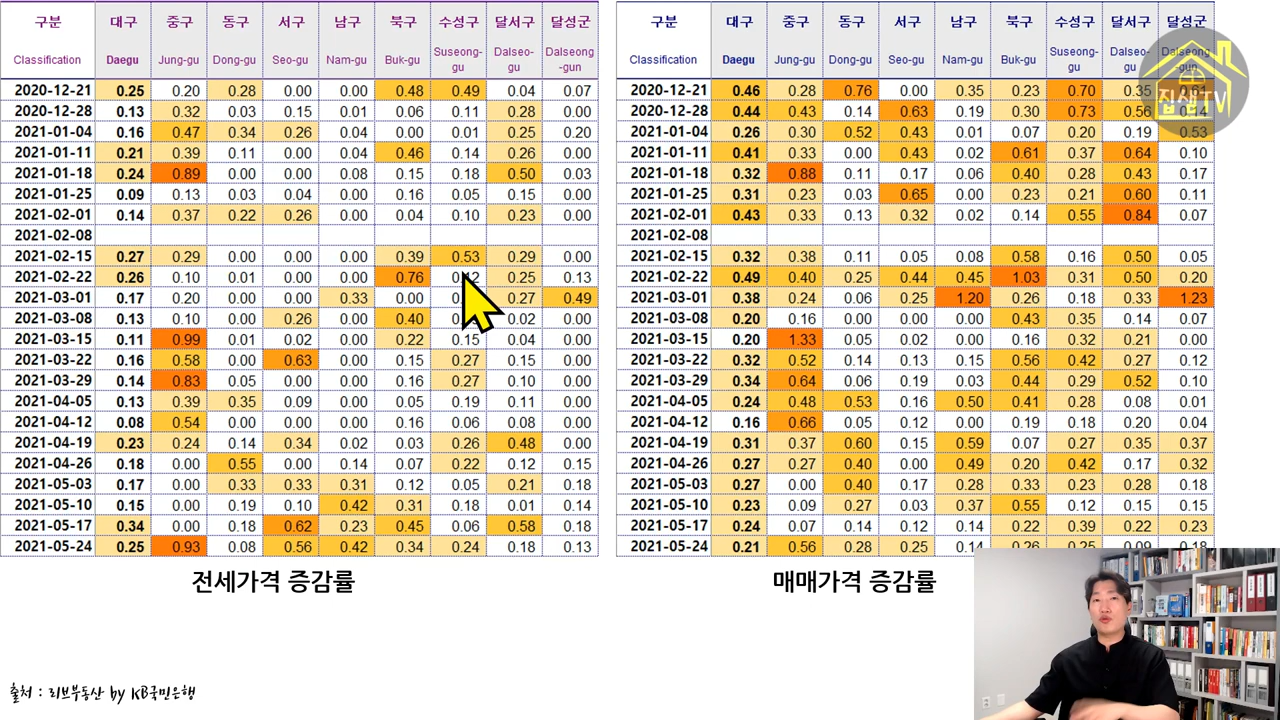 구분 대구 중구 동구 서구 남구 북구 수성구 달서구 달성군
Classification Daegu Jung-gu Dong-gu Seo-gu Nam-gu Buk-gu Suseong-gu Dalseo-gu Dalseong-gun
2020-12-21 0.25 0.20 0.28 0.00 0.00 0.48 0.49 0.04 0.07
2020-12-28 0.13 0.32 0.03 0.15 0.01 0.06 0.11 0.28 0.00
2021-01-04 0.16 0.47 0.34 0.26 0.04 0.00 0.01 0.25 0.20
2021-01-11 0.21 0.39 0.11 0.00 0.04 0.46 0.14 0.26 0.00
2021-01-18 0.24 0.89 0.00 0.00 0.08 0.15 0.18 0.50 0.03
2021-01-25 0.09 0.13 0.03 0.04 0.00 0.16 0.05 0.15 0.00
2021-02-01 0.14 0.37 0.22 0.26 0.00 0.04 0.10 0.23 0.00
2021-02-08
2021-02-15 0.27 0.29 0.00 0.00 0.00 0.39 0.53 0.29 0.00
2021-02-22 0.26 0.10 0.01 0.00 0.00 0.76 0.25 0.13
2021-03-01 0.17 0.20 0.00 0.00 0.33 0.00 0.27 0.49
2021-03-08 0.13 0.10 0.00 0.26 0.00 0.40 0.02 0.00
2021-03-15 0.11 0.99 0.01 0.02 0.00 0.22 0.15 0.04 0.00
2021-03-22 0.16 0.58 0.00 0.63 0.00 0.15 0.27 0.15 0.00
2021-03-29 0.14 0.83 0.05 0.00 0.00 0.16 0.27 0.10 0.00
2021-04-05 0.13 0.39 0.35 0.09 0.00 0.05 0.19 0.11 0.00
2021-04-12 0.08 0.54 0.00 0.00 0.00 0.16 0.06 0.08 0.00
2021-04-19 0.23 0.24 0.14 0.34 0.02 0.03 0.26 0.48 0.00
2021-04-26 0.18 0.00 0.55 0.00 0.14 0.07 0.22 0.12 0.15
2021-05-03 0.17 0.00 0.33 0.33 0.31 0.12 0.05 0.21 0.18
2021-05-10 0.15 0.00 0.19 0.10 0.42 0.31 0.18 0.01 0.14
2021-05-17 0.34 0.00 0.18 0.62 0.23 0.45 0.06 0.58 0.18
2021-05-24 0.25 0.93 0.08 0.56 0.42 0.34 0.24 0.18 0.13
전세가격 증감률
구분 대구 중구 동구 서구 남구 북구 수성구 달서구 달성군
Classification Daegu Jung-gu Dong-gu Seo-gu Nam-gu Buk-gu Suseong-gu Dalseo-gu Dalseong-gun
2020-12-21 0.46 0.28 0.76 0.00 0.35 0.23 0.70 0.35
2020-12-28 0.44 0.43 0.14 0.63 0.19 0.30 0.73 0.56
2021-01-04 0.26 0.30 0.52 0.43 0.01 0.07 0.20 0.19 0.53
2021-01-11 0.41 0.33 0.00 0.43 0.02 0.61 0.37 0.64 0.10
2021-01-18 0.32 0.88 0.11 0.17 0.06 0.40 0.28 0.43 0.17
2021-01-25 0.31 0.23 0.03 0.65 0.00 0.23 0.21 0.60 0.11
2021-02-01 0.43 0.33 0.13 0.32 0.02 0.14 0.55 0.84 0.07
2021-02-08
2021-02-15 0.32 0.38 0.11 0.05 0.08 0.58 0.16 0.50 0.05
2021-02-22 0.49 0.40 0.25 0.44 0.45 1.03 0.31 0.50 0.20
2021-03-01 0.38 0.24 0.06 0.25 1.20 0.26 0.18 0.33 1.23
2021-03-08 0.20 0.16 0.00 0.00 0.00 0.43 0.35 0.14 0.07
2021-03-15 0.20 1.33 0.05 0.02 0.00 0.16 0.32 0.21 0.00
2021-03-22 0.32 0.52 0.14 0.13 0.15 0.56 0.42 0.27 0.12
2021-03-29 0.34 0.64 0.06 0.19 0.03 0.44 0.29 0.52 0.10
2021-04-05 0.24 0.48 0.53 0.16 0.50 0.41 0.28 0.08 0.01
2021-04-12 0.16 0.66 0.05 0.12 0.00 0.19 0.18 0.20 0.04
2021-04-19 0.31 0.37 0.60 0.15 0.59 0.07 0.27 0.35 0.37
2021-04-26 0.27 0.27 0.40 0.00 0.49 0.20 0.42 0.17 0.32
2021-05-03 0.27 0.00 0.40 0.17 0.28 0.33 0.23 0.28 0.18
2021-05-10 0.23 0.09 0.27 0.03 0.37 0.55 0.12 0.15 0.15
2021-05-17 0.24 0.07 0.14 0.12 0.14 0.22 0.39 0.22 0.23
2021-05-24 0.21 0.56 0.28 0.25 0.14 0.26 0.25 0.09 0.18
매매가격 증감률
집샘TV
출처 : 리브부동산 by KB국민은행